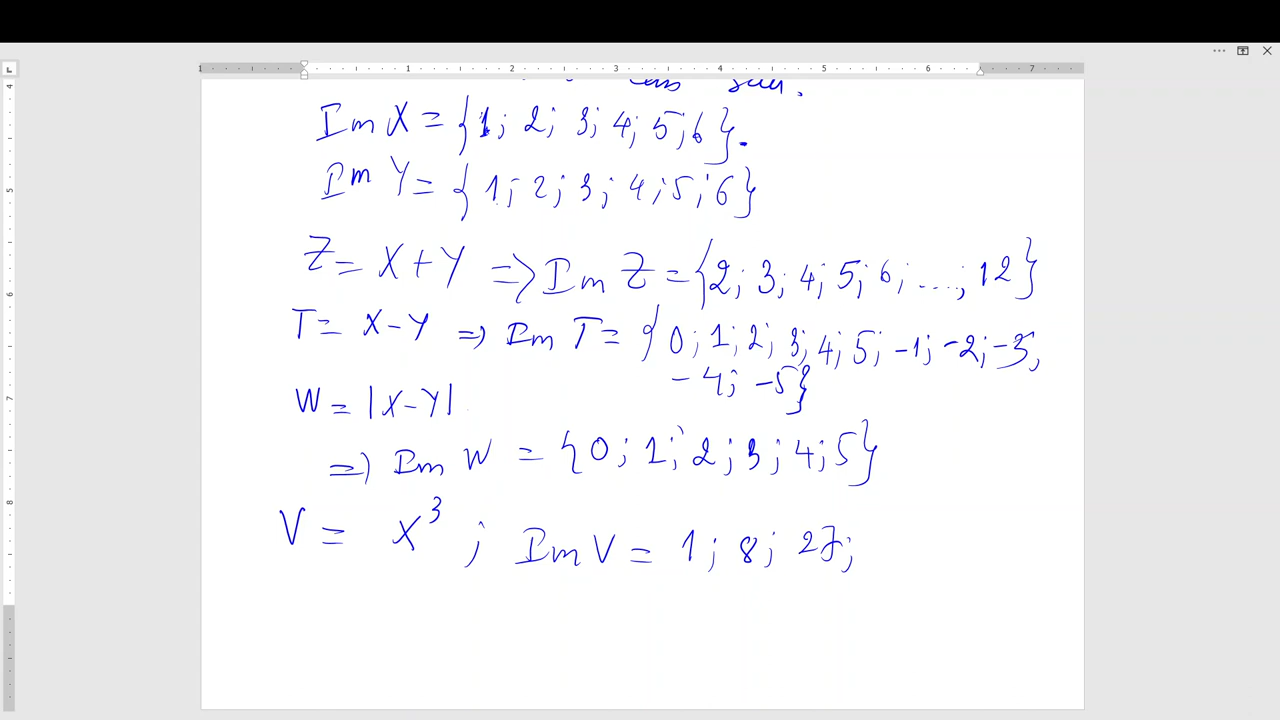 Im X = {1; 2; 3; 4; 5; 6}.
Im Y = {1; 2; 3; 4; 5; 6}
Z = X + Y => Im Z = {2; 3; 4; 5; 6; ...; 12}
T = X - Y => Im T = {0; 1; 2; 3; 4; 5; -1; -2; -3;
-4; -5}
W = |X - Y|
=> Im W = {0; 1; 2; 3; 4; 5}
V = X³ ; Im V = 1; 8; 27;